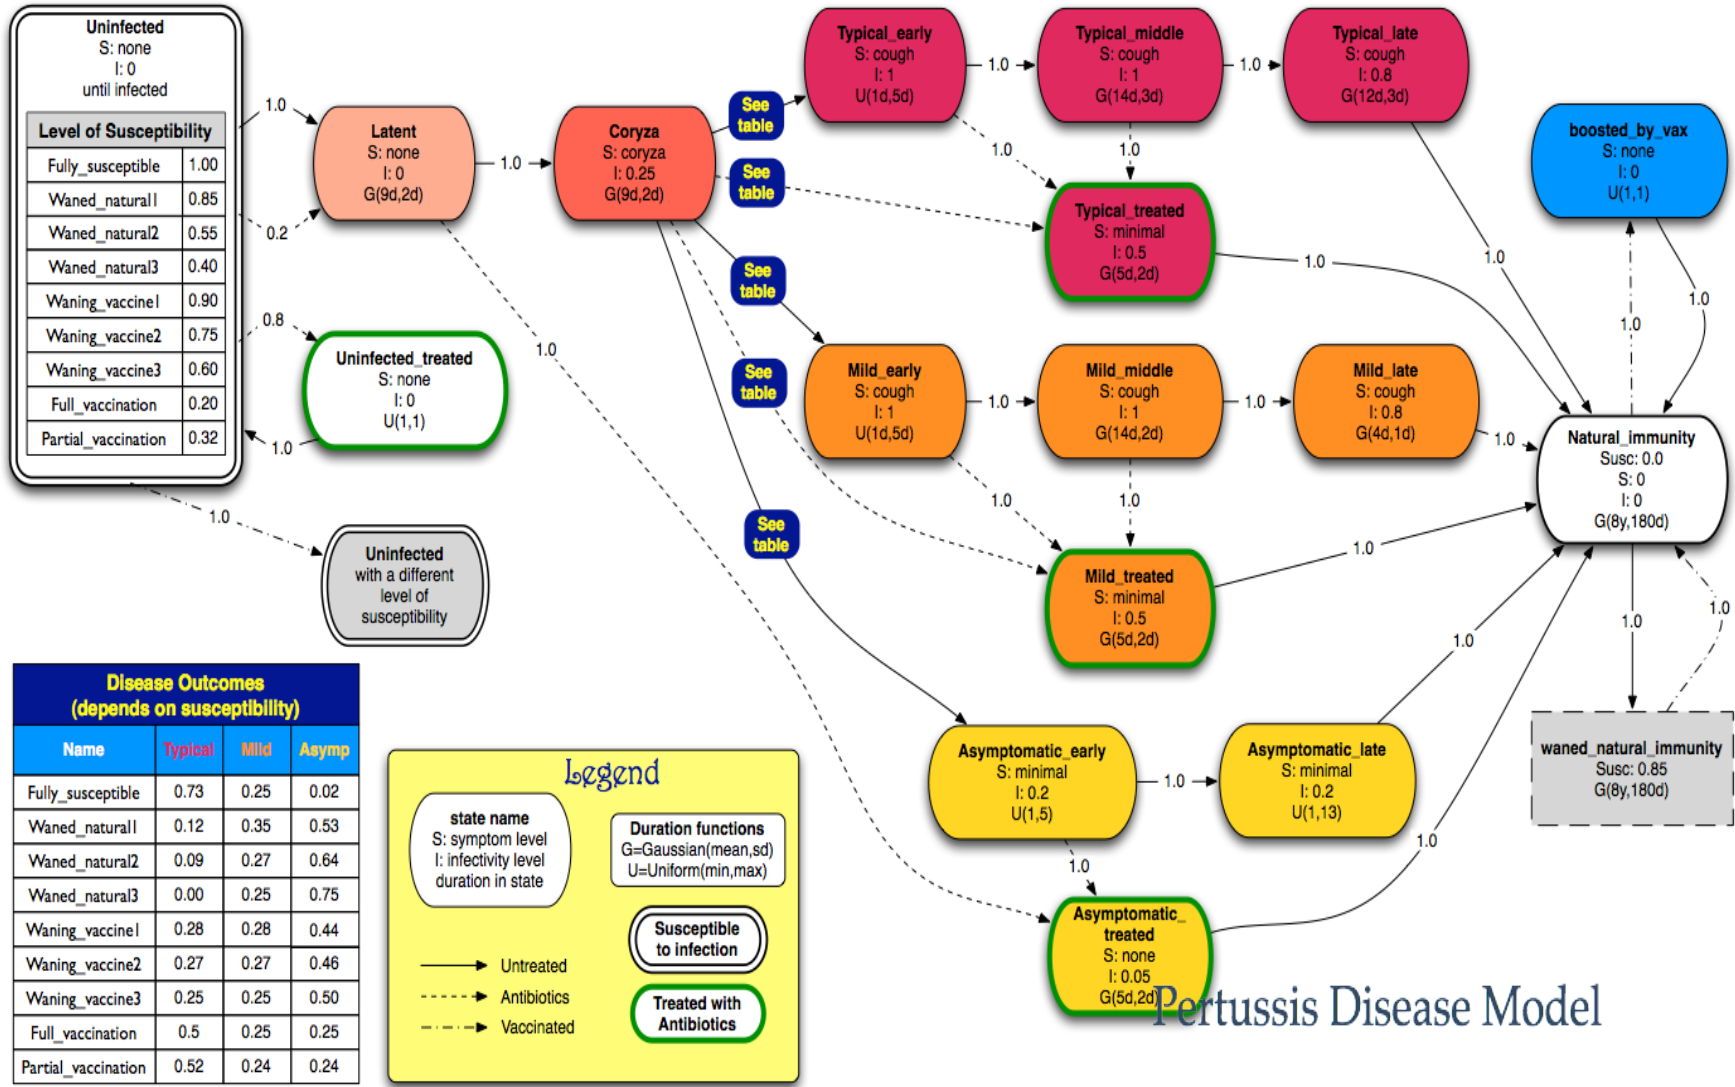 Uninfected
S: none
I: 0
until infected
Level of Susceptibility
Fully_susceptible 1.00
Waned_natural1 0.85
Waned_natural2 0.55
Waned_natural3 0.40
Waning_vaccine1 0.90
Waning_vaccine2 0.75
Waning_vaccine3 0.60
Full_vaccination 0.20
Partial_vaccination 0.32
1.0
0.2
0.8
1.0
1.0
Latent
S: none
I: 0
G(9d,2d)
1.0
1.0
Uninfected_treated
S: none
I: 0
U(1,1)
Uninfected
with a different
level of
susceptibility
Coryza
S: coryza
I: 0.25
G(9d,2d)
See
table
See
table
See
table
See
table
See
table
Typical_early
S: cough
I: 1
U(1d,5d)
1.0
Typical_middle
S: cough
I: 1
G(14d,3d)
1.0
Typical_late
S: cough
I: 0.8
G(12d,3d)
1.0
1.0
Typical_treated
S: minimal
I: 0.5
G(5d,2d)
1.0
1.0
Mild_early
S: cough
I: 1
U(1d,5d)
1.0
Mild_middle
S: cough
I: 1
G(14d,2d)
1.0
Mild_late
S: cough
I: 0.8
G(4d,1d)
1.0
1.0
1.0
Mild_treated
S: minimal
I: 0.5
G(5d,2d)
1.0
Asymptomatic_early
S: minimal
I: 0.2
U(1,5)
1.0
Asymptomatic_late
S: minimal
I: 0.2
U(1,13)
1.0
1.0
Asymptomatic_
treated
S: none
I: 0.05
G(5d,2d)
1.0
boosted_by_vax
S: none
I: 0
U(1,1)
1.0
1.0
Natural_immunity
Susc: 0.0
S: 0
I: 0
G(8y,180d)
1.0
1.0
waned_natural_immunity
Susc: 0.85
G(8y,180d)
Disease Outcomes
(depends on susceptibility)
Name Typical Mild Asymp
Fully_susceptible 0.73 0.25 0.02
Waned_natural1 0.12 0.35 0.53
Waned_natural2 0.09 0.27 0.64
Waned_natural3 0.00 0.25 0.75
Waning_vaccine1 0.28 0.28 0.44
Waning_vaccine2 0.27 0.27 0.46
Waning_vaccine3 0.25 0.25 0.50
Full_vaccination 0.5 0.25 0.25
Partial_vaccination 0.52 0.24 0.24
Legend
state name
S: symptom level
I: infectivity level
duration in state
Duration functions
G=Gaussian(mean,sd)
U=Uniform(min,max)
Susceptible
to infection
Treated with
Antibiotics
Untreated
Antibiotics
Vaccinated
Pertussis Disease Model